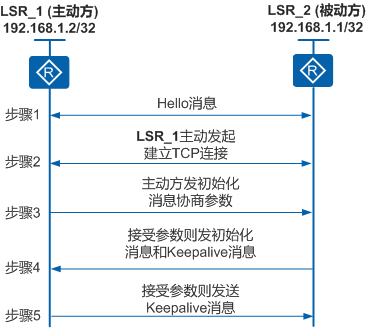 LSR_1 (主动方)
192.168.1.2/32
LSR_2 (被动方)
192.168.1.1/32
R
R
Hello消息
步骤1
LSR_1主动发起
建立TCP连接
步骤2
主动方发初始化
消息协商参数
步骤3
接受参数则发初始化
消息和Keepalive消息
步骤4
接受参数则发送
Keepalive消息
步骤5